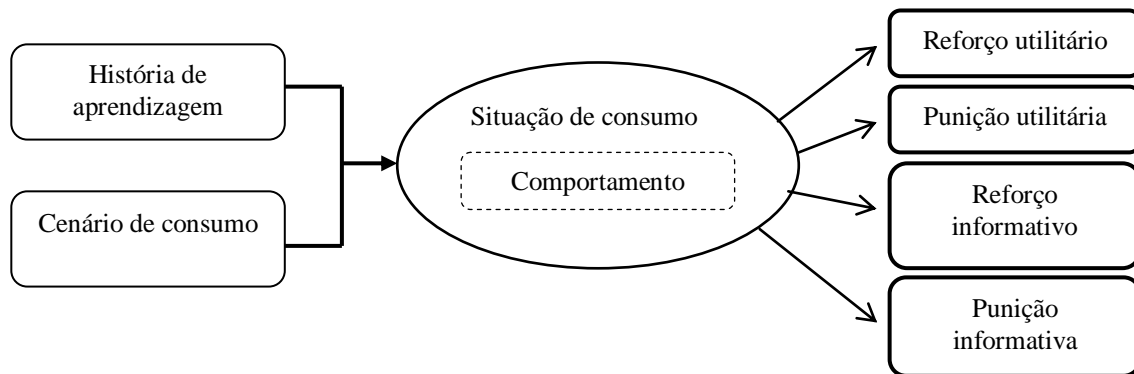 História de
aprendizagem
Cenário de consumo
Situação de consumo
Comportamento
Reforço utilitário
Punição utilitária
Reforço
informativo
Punição
informativa